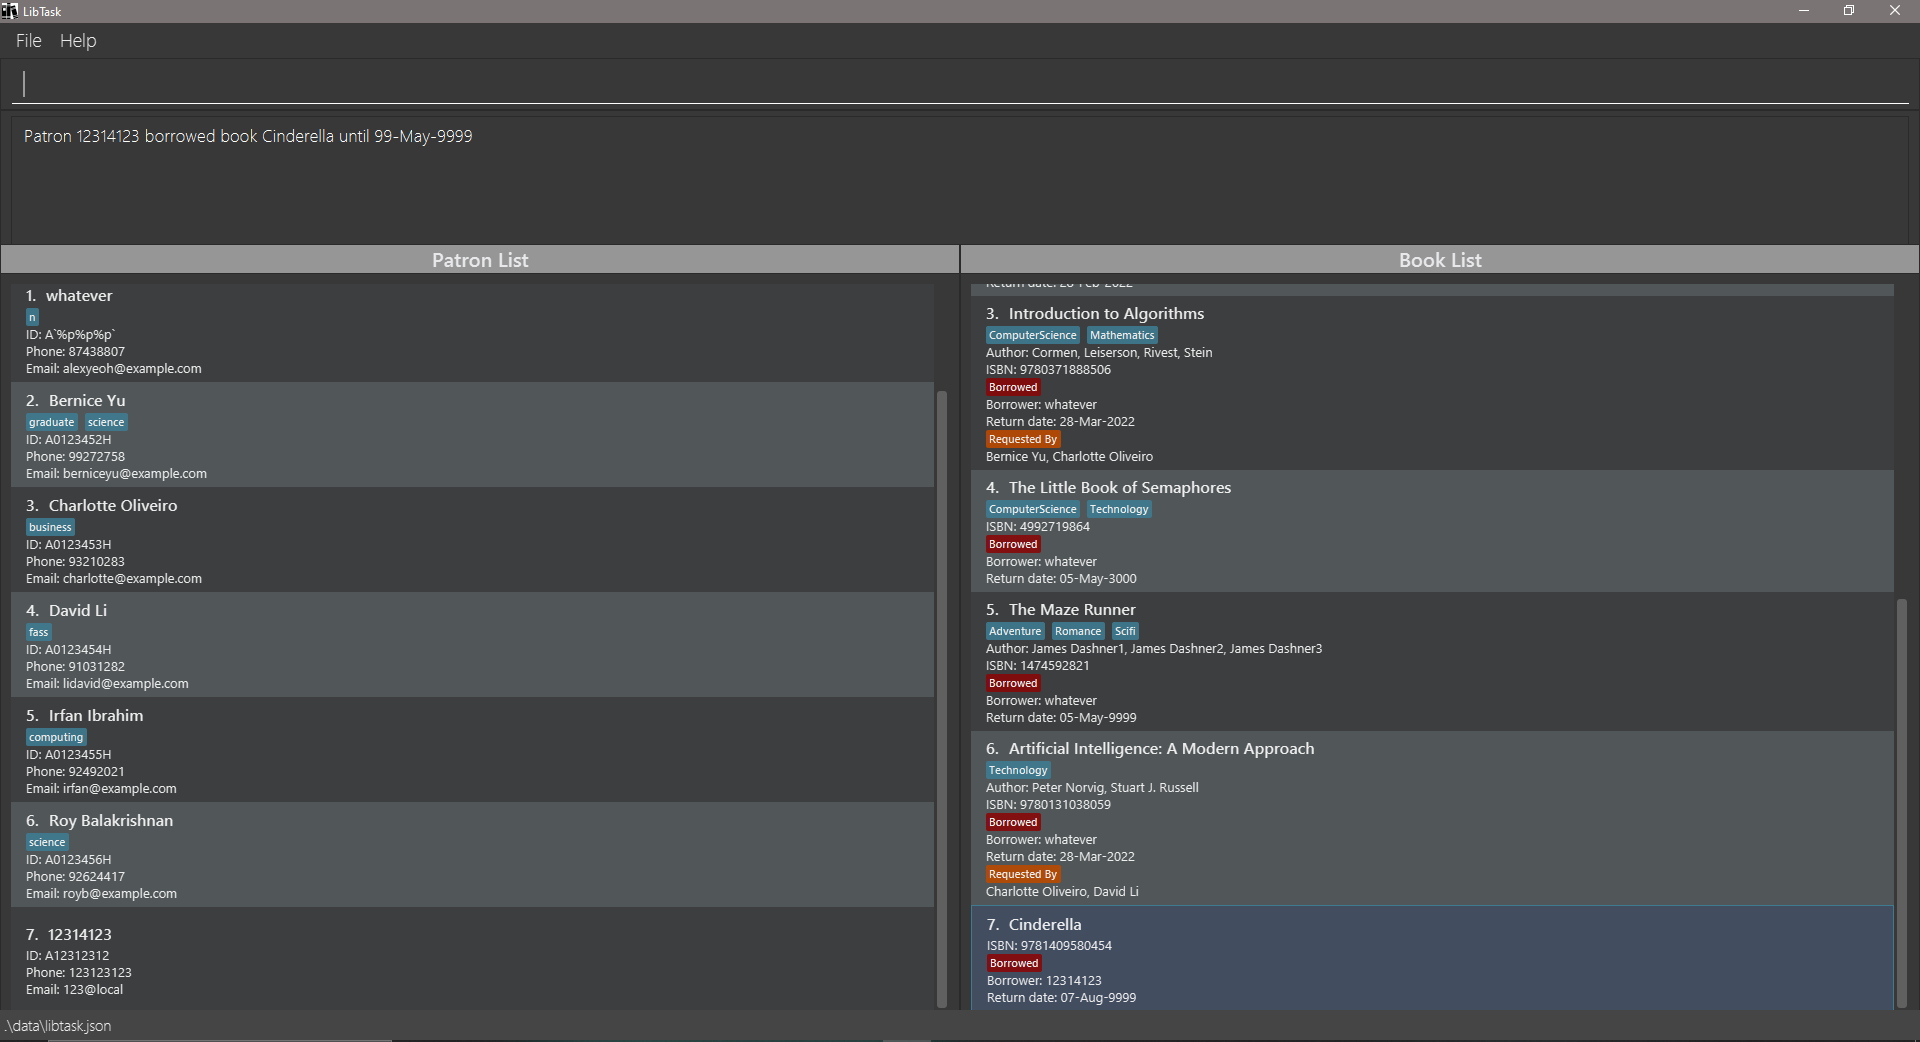 LibTask
File Help
Patron 12314123 borrowed book Cinderella until 99-May-9999
Patron List
1. whatever
n
ID: A`%p%p%p`
Phone: 87438807
Email: alexyeoh@example.com
2. Bernice Yu
graduate science
ID: A0123452H
Phone: 99272758
Email: berniceyu@example.com
3. Charlotte Oliveiro
business
ID: A0123453H
Phone: 93210283
Email: charlotte@example.com
4. David Li
fass
ID: A0123454H
Phone: 91031282
Email: lidavid@example.com
5. Irfan Ibrahim
computing
ID: A0123455H
Phone: 92492021
Email: irfan@example.com
6. Roy Balakrishnan
science
ID: A0123456H
Phone: 92624417
Email: royb@example.com
7. 12314123
ID: A12312312
Phone: 123123123
Email: 123@local
Book List
Return date: 28-Feb-2022
3. Introduction to Algorithms
ComputerScience Mathematics
Author: Cormen, Leiserson, Rivest, Stein
ISBN: 9780371888506
Borrowed
Borrower: whatever
Return date: 28-Mar-2022
Requested By
Bernice Yu, Charlotte Oliveiro
4. The Little Book of Semaphores
ComputerScience Technology
ISBN: 4992719864
Borrowed
Borrower: whatever
Return date: 05-May-3000
5. The Maze Runner
Adventure Romance Scifi
Author: James Dashner1, James Dashner2, James Dashner3
ISBN: 1474592821
Borrowed
Borrower: whatever
Return date: 05-May-9999
6. Artificial Intelligence: A Modern Approach
Technology
Author: Peter Norvig, Stuart J. Russell
ISBN: 9780131038059
Borrowed
Borrower: whatever
Return date: 28-Mar-2022
Requested By
Charlotte Oliveiro, David Li
7. Cinderella
ISBN: 9781409580454
Borrowed
Borrower: 12314123
Return date: 07-Aug-9999
.\data\libtask.json